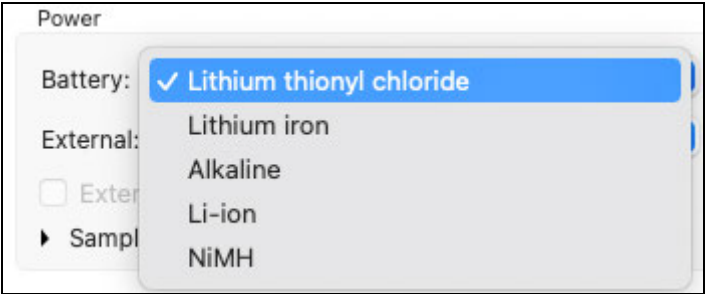 Power
Battery: ✓ Lithium thionyl chloride
External:
Lithium iron
Alkaline
Li-ion
NiMH